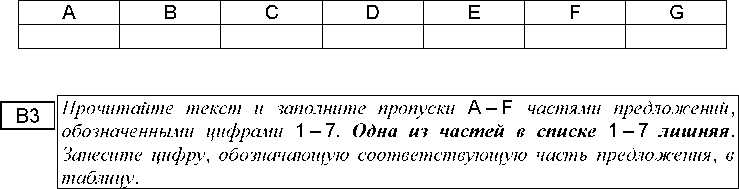 A B C D E F G
B3
Прочитайте текст и заполните пропуски A – F частями предложений,
обозначенными цифрами 1 – 7. Одна из частей в списке 1 – 7 лишняя.
Занесите цифру, обозначающую соответствующую часть предложения, в
таблицу.